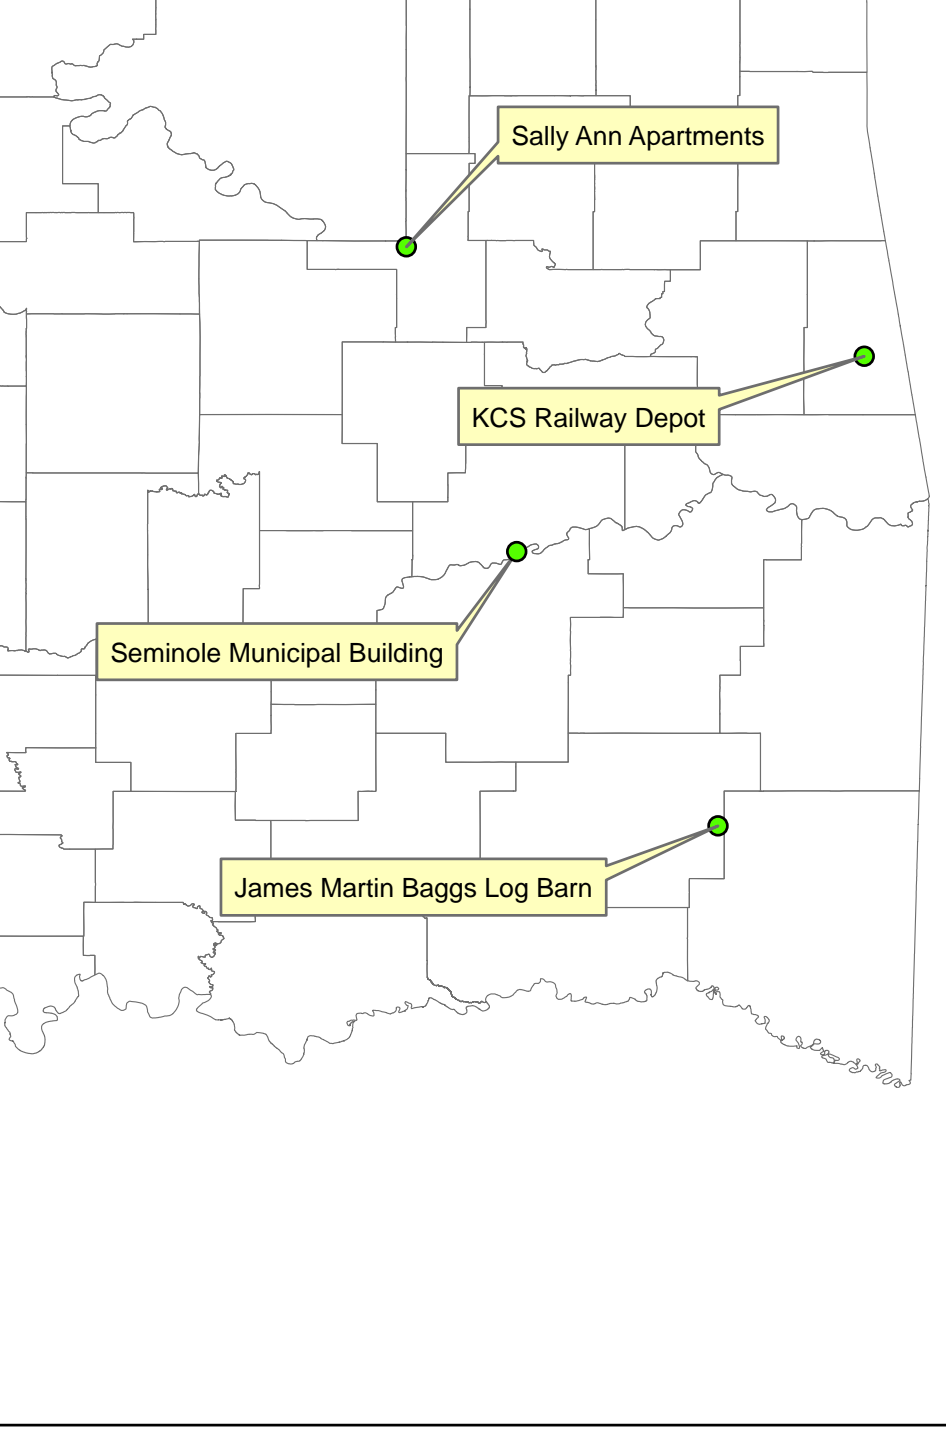 Sally Ann Apartments
KCS Railway Depot
Seminole Municipal Building
James Martin Baggs Log Barn